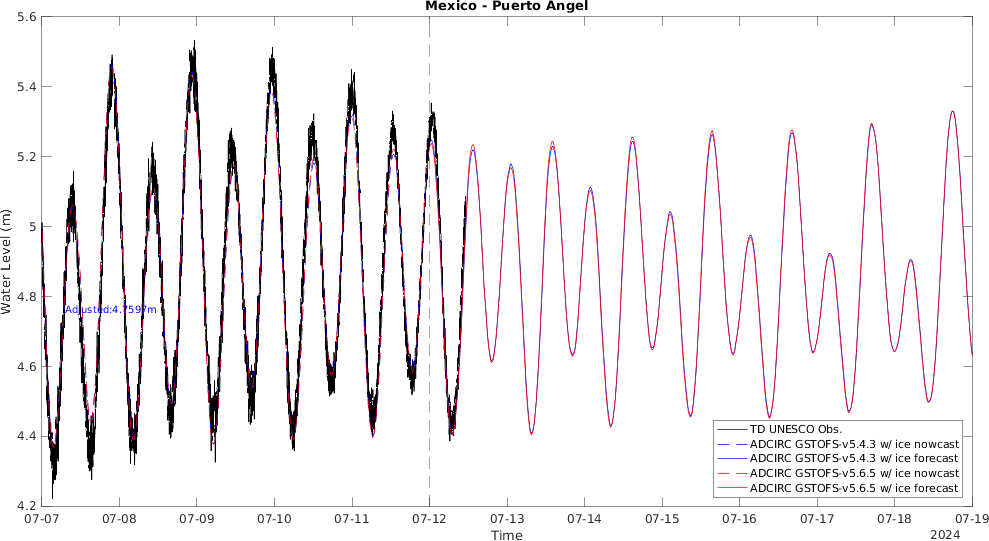 Mexico - Puerto Angel
Water Level (m)
5.6
5.4
5.2
5
4.8
4.6
4.4
4.2
Adjusted:4.7597m
TD UNESCO Obs.
ADCIRC GSTOFS-v5.4.3 w/ ice nowcast
ADCIRC GSTOFS-v5.4.3 w/ ice forecast
ADCIRC GSTOFS-v5.6.5 w/ ice nowcast
ADCIRC GSTOFS-v5.6.5 w/ ice forecast
07-07 07-08 07-09 07-10 07-11 07-12 07-13 07-14 07-15 07-16 07-17 07-18 07-19
Time
2024